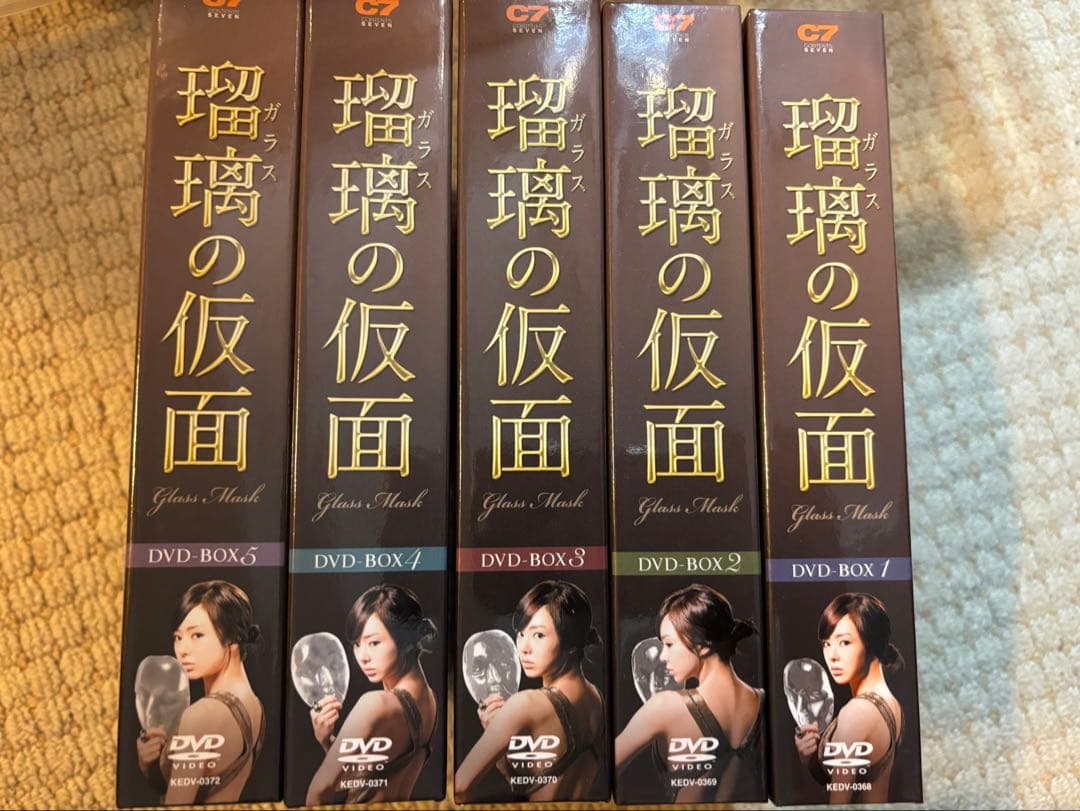 C7
CONTENTS
SEVEN
瑠璃の仮面
ガラス
Glass Mask
DVD-BOX 5
DVD
VIDEO
KEDV-0372
C7
CONTENTS
SEVEN
瑠璃の仮面
ガラス
Glass Mask
DVD-BOX 4
DVD
VIDEO
KEDV-0371
C7
CONTENTS
SEVEN
瑠璃の仮面
ガラス
Glass Mask
DVD-BOX 3
DVD
VIDEO
KEDV-0370
C7
CONTENTS
SEVEN
瑠璃の仮面
ガラス
Glass Mask
DVD-BOX 2
DVD
VIDEO
KEDV-0369
C7
CONTENTS
SEVEN
瑠璃の仮面
ガラス
Glass Mask
DVD-BOX 1
DVD
VIDEO
KEDV-0368